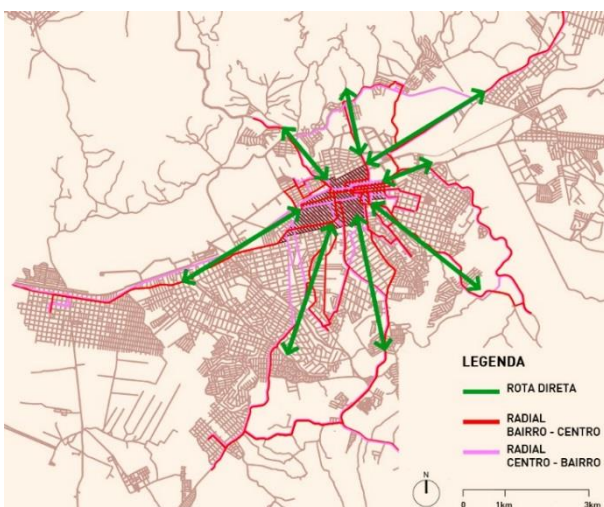 LEGENDA
ROTA DIRETA
RADIAL
BAIRRO - CENTRO
RADIAL
CENTRO - BAIRRO
N
0 1km 3km